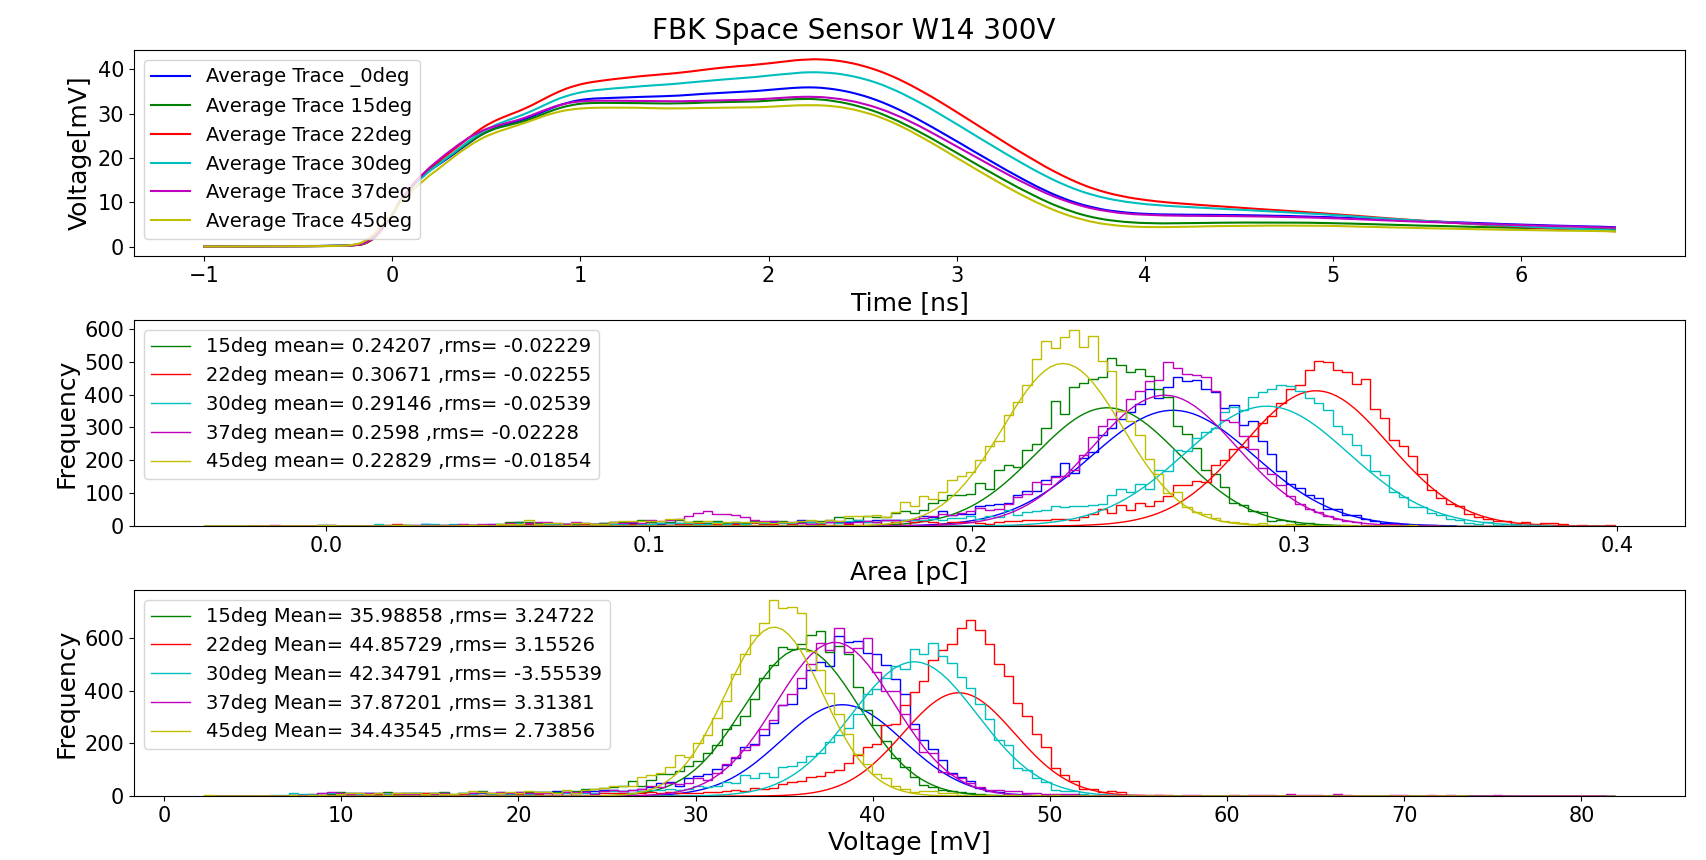 FBK Space Sensor W14 300V
Voltage[mV]
40
30
20
10
0
Average Trace _0deg
Average Trace 15deg
Average Trace 22deg
Average Trace 30deg
Average Trace 37deg
Average Trace 45deg
−1 0 1 2 3 4 5 6
Time [ns]
Frequency
600
500
400
300
200
100
0
15deg mean= 0.24207 ,rms= -0.02229
22deg mean= 0.30671 ,rms= -0.02255
30deg mean= 0.29146 ,rms= -0.02539
37deg mean= 0.2598 ,rms= -0.02228
45deg mean= 0.22829 ,rms= -0.01854
0.0 0.1 0.2 0.3 0.4
Area [pC]
Frequency
600
400
200
0
15deg Mean= 35.98858 ,rms= 3.24722
22deg Mean= 44.85729 ,rms= 3.15526
30deg Mean= 42.34791 ,rms= -3.55539
37deg Mean= 37.87201 ,rms= 3.31381
45deg Mean= 34.43545 ,rms= 2.73856
0 10 20 30 40 50 60 70 80
Voltage [mV]